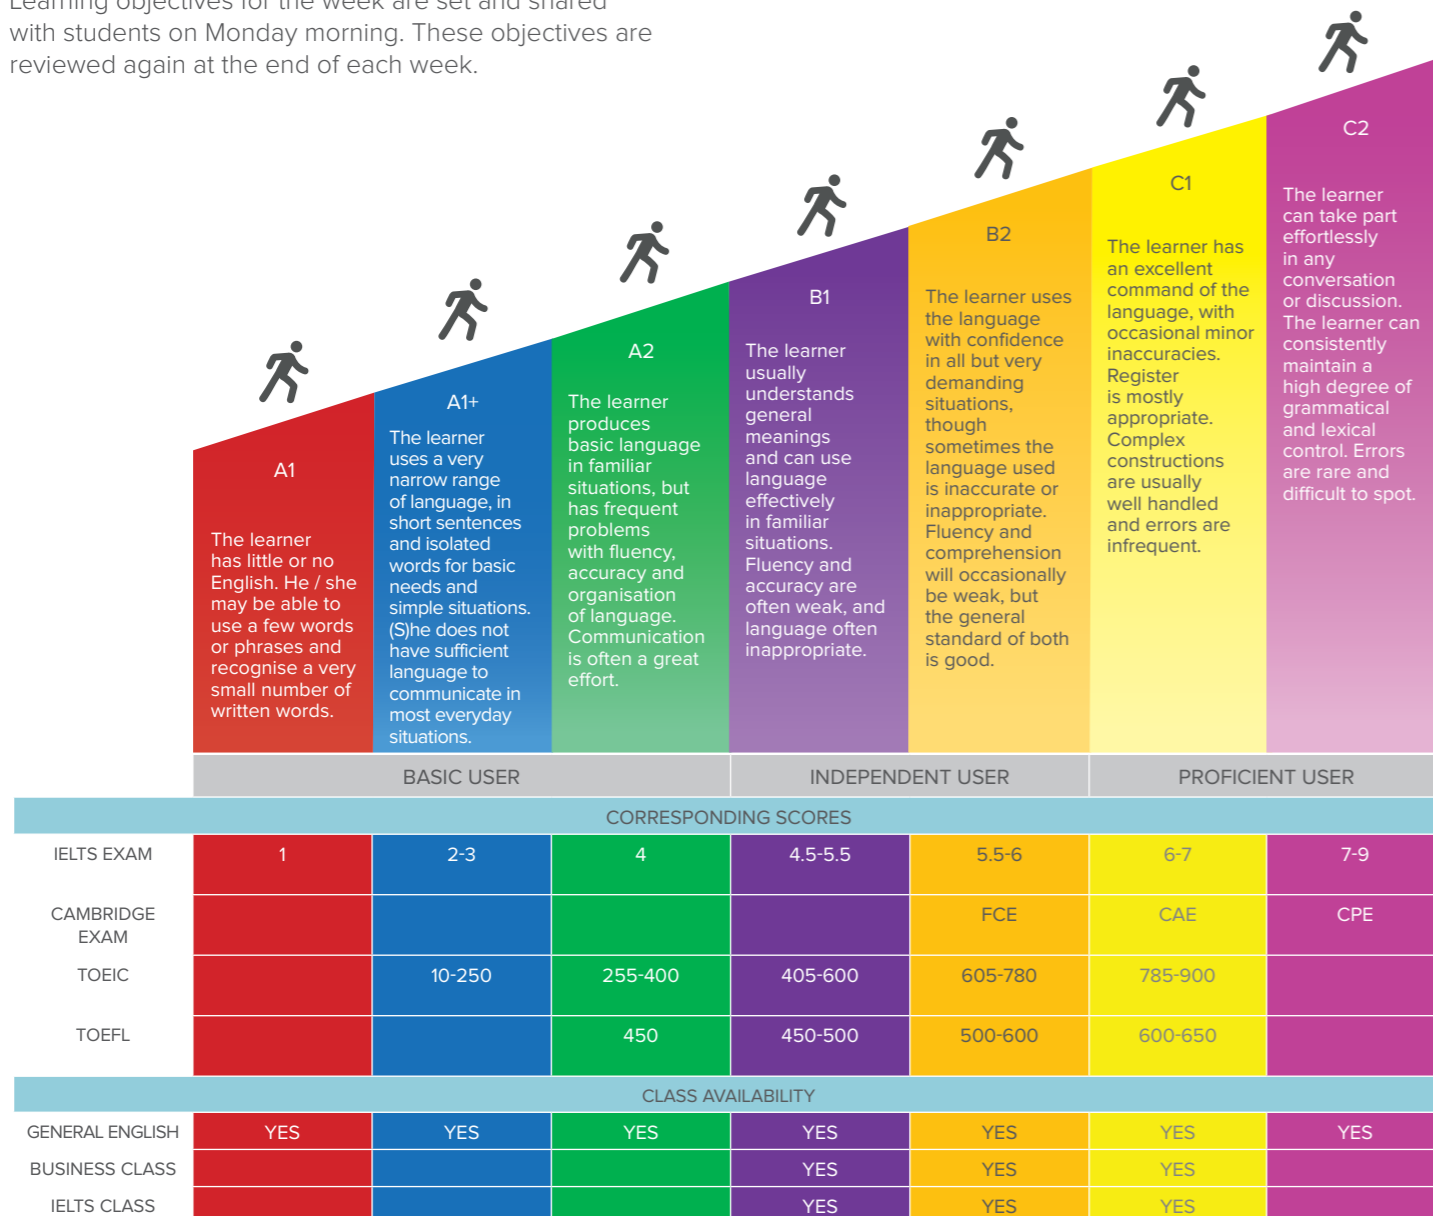 Learning objectives for the week are set and shared
with students on Monday morning. These objectives are
reviewed again at the end of each week.
A1
The learner
has little or no
English. He / she
may be able to
use a few words
or phrases and
recognise a very
small number of
written words.
A1+
The learner
uses a very
narrow range
of language, in
short sentences
and isolated
words for basic
needs and
simple situations.
(S)he does not
have sufficient
language to
communicate in
most everyday
situations.
A2
The learner
produces
basic language
in familiar
situations, but
has frequent
problems
with fluency,
accuracy and
organisation
of language.
Communication
is often a great
effort.
B1
The learner
usually
understands
general
meanings
and can use
language
effectively
in familiar
situations.
Fluency and
accuracy are
often weak, and
language often
inappropriate.
B2
The learner uses
the language
with confidence
in all but very
demanding
situations,
though
sometimes the
language used
is inaccurate or
inappropriate.
Fluency and
comprehension
will occasionally
be weak, but
the general
standard of both
is good.
C1
The learner has
an excellent
command of the
language, with
occasional minor
inaccuracies.
Register
is mostly
appropriate.
Complex
constructions
are usually
well handled
and errors are
infrequent.
C2
The learner
can take part
effortlessly
in any
conversation
or discussion.
The learner can
consistently
maintain a
high degree of
grammatical
and lexical
control. Errors
are rare and
difficult to spot.
BASIC USER INDEPENDENT USER PROFICIENT USER
CORRESPONDING SCORES
IELTS EXAM 1 2-3 4 4.5-5.5 5.5-6 6-7 7-9
CAMBRIDGE
EXAM FCE CAE CPE
TOEIC 10-250 255-400 405-600 605-780 785-900
TOEFL 450 450-500 500-600 600-650
CLASS AVAILABILITY
GENERAL ENGLISH YES YES YES YES YES YES YES
BUSINESS CLASS YES YES YES
IELTS CLASS YES YES YES